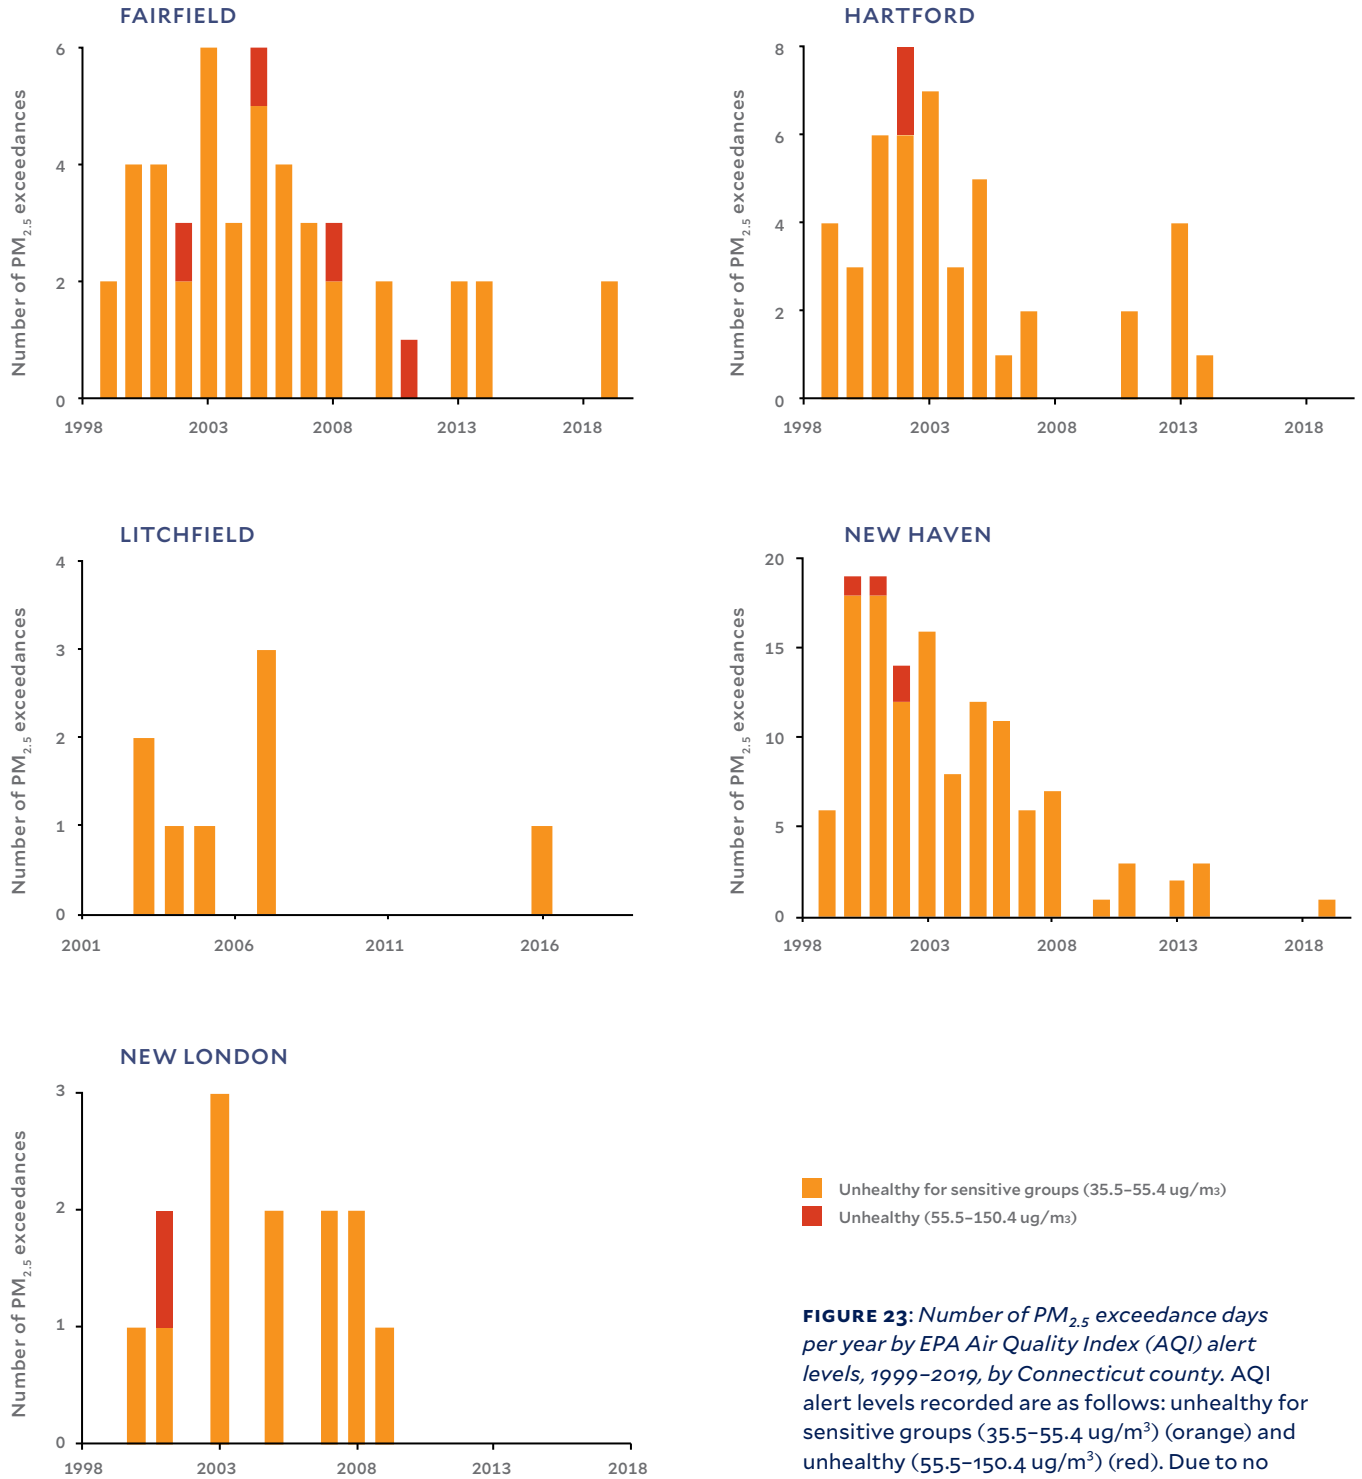 FAIRFIELD
Number of PM2.5 exceedances
6
4
2
0
1998 2003 2008 2013 2018
HARTFORD
Number of PM2.5 exceedances
8
6
4
2
0
1998 2003 2008 2013 2018
LITCHFIELD
Number of PM2.5 exceedances
4
3
2
1
0
2001 2006 2011 2016
NEW HAVEN
Number of PM2.5 exceedances
20
15
10
5
0
1998 2003 2008 2013 2018
NEW LONDON
Number of PM2.5 exceedances
3
2
1
0
1998 2003 2008 2013 2018
Unhealthy for sensitive groups (35.5–55.4 ug/m3)
Unhealthy (55.5–150.4 ug/m3)
FIGURE 23: Number of PM2.5 exceedance days
per year by EPA Air Quality Index (AQI) alert
levels, 1999–2019, by Connecticut county. AQI
alert levels recorded are as follows: unhealthy for
sensitive groups (35.5–55.4 ug/m³) (orange) and
unhealthy (55.5–150.4 ug/m³) (red). Due to no